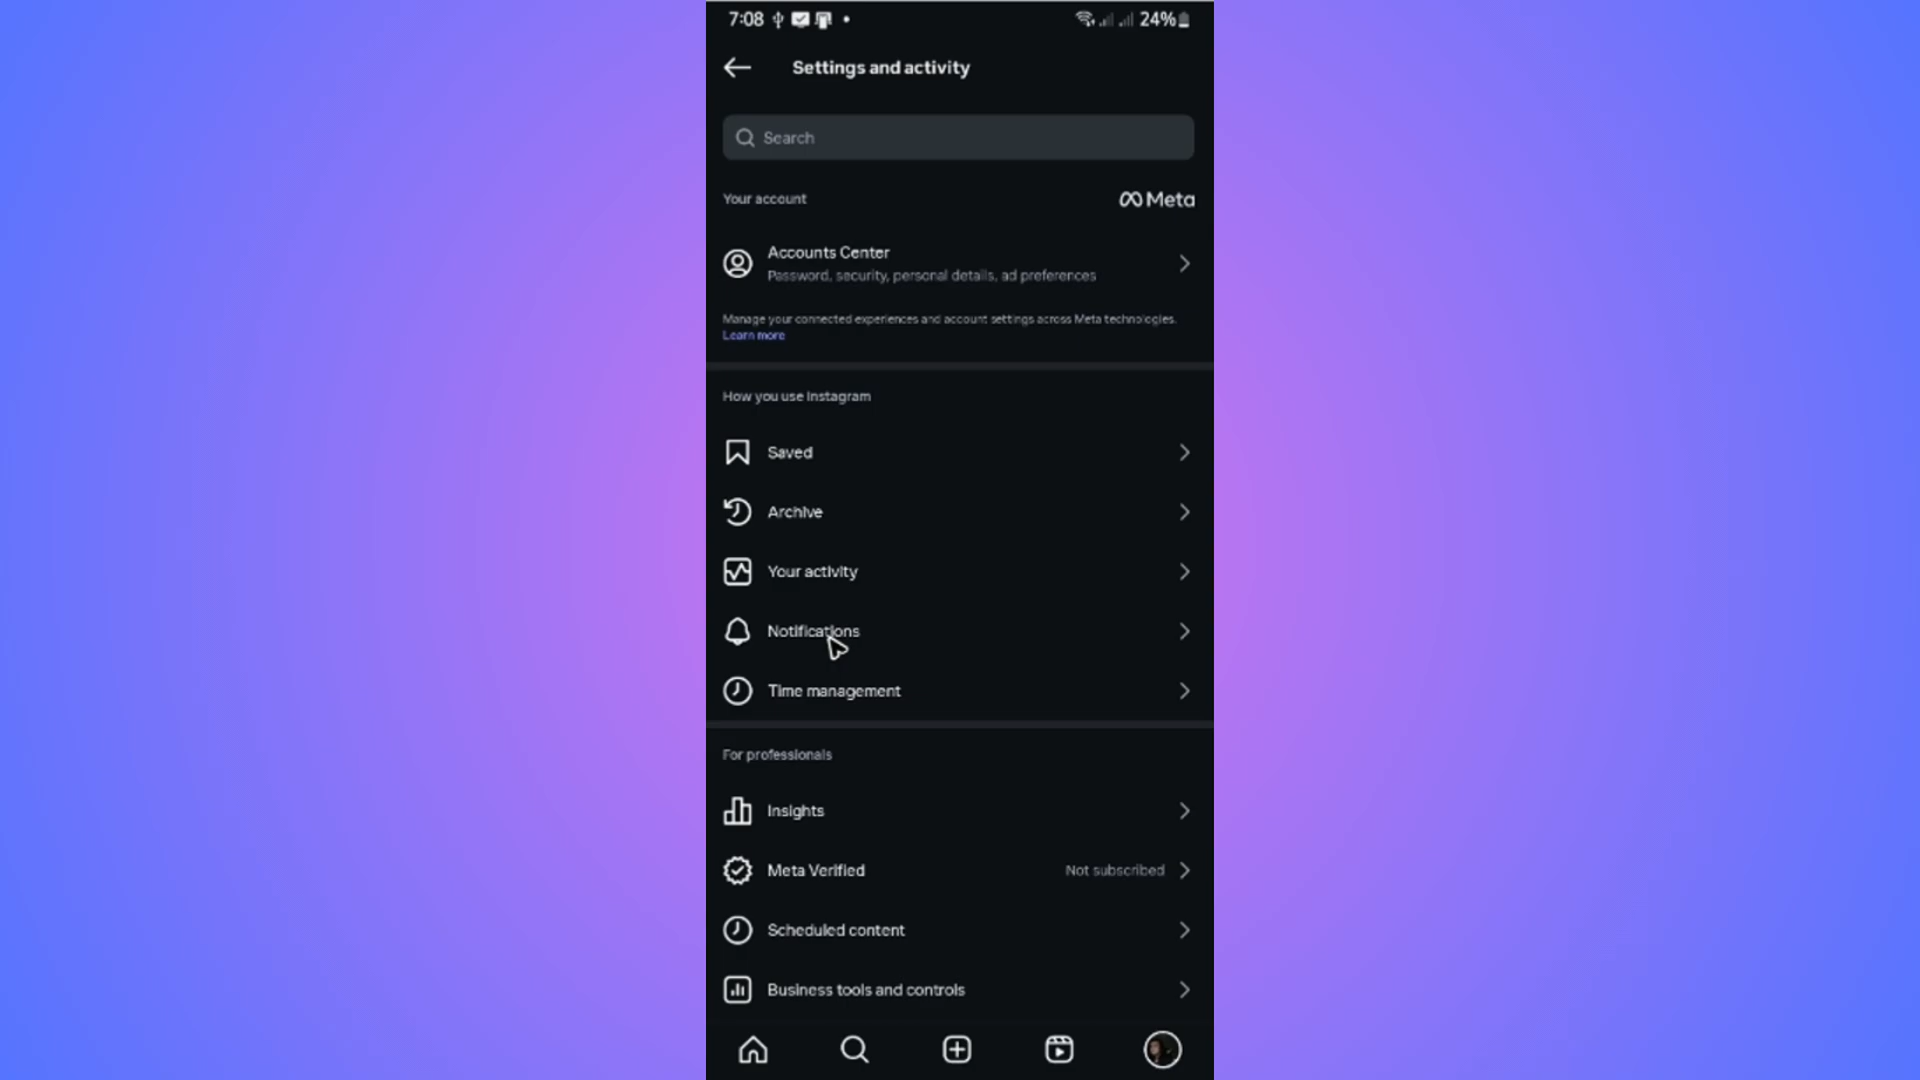 7:08
24%
Settings and activity
Search
Your account
Meta
Accounts Center
Password, security, personal details, ad preferences
Manage your connected experiences and account settings across Meta technologies.
Learn more
How you use Instagram
Saved
Archive
Your activity
Notifications
Time management
For professionals
Insights
Meta Verified
Not subscribed
Scheduled content
Business tools and controls